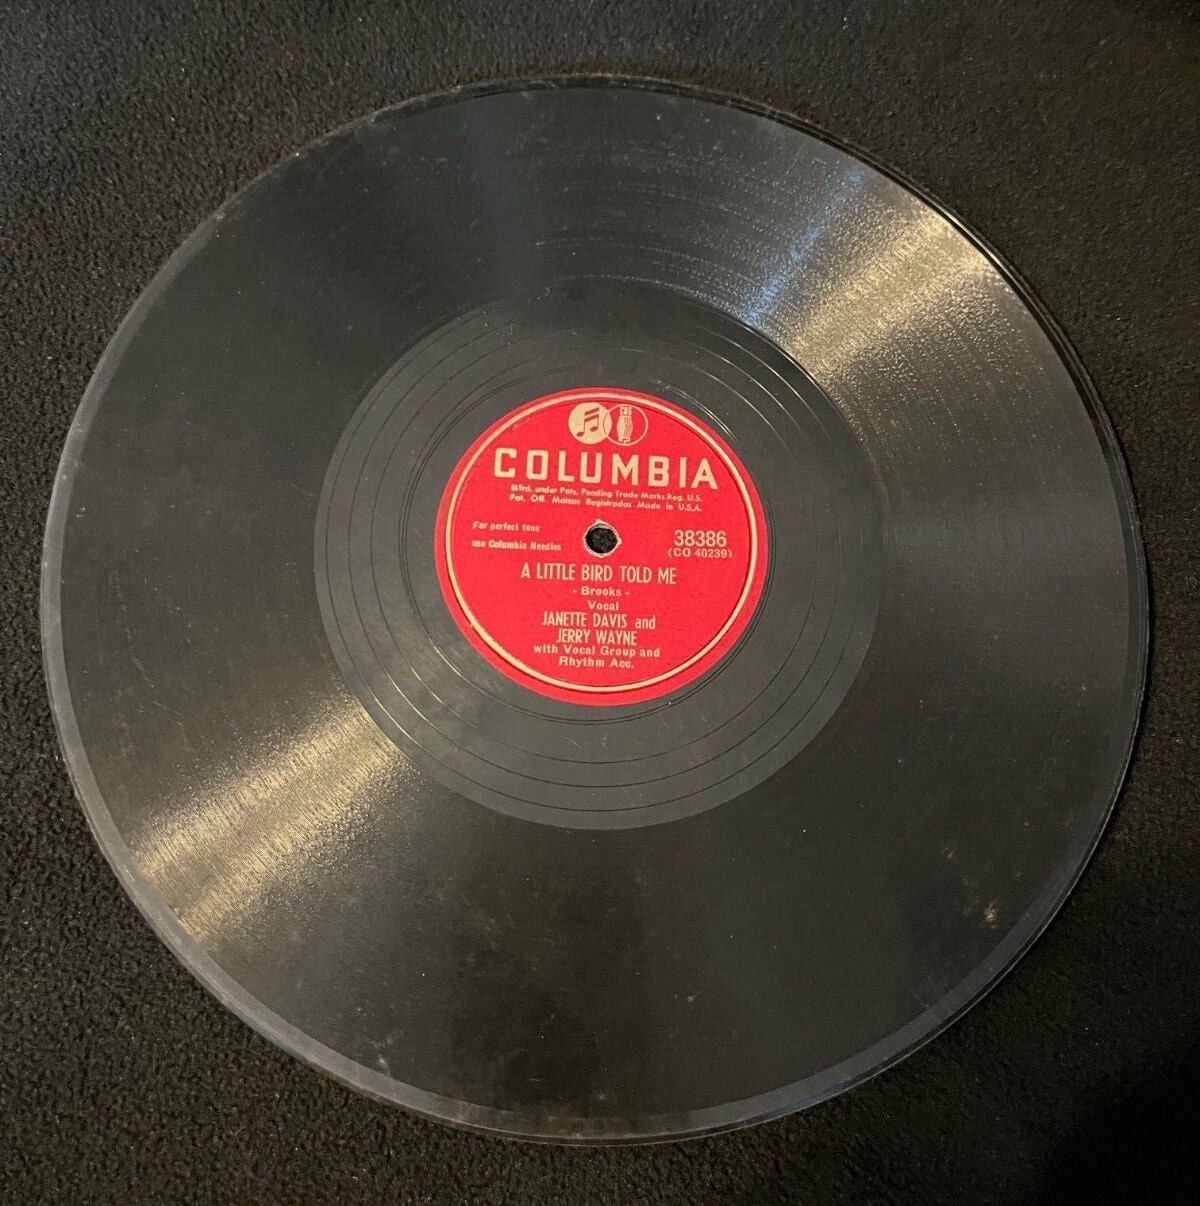 CBS
COLUMBIA
Mfrd. under Pats. Pending Trade Marks Reg. U.S.
Pat. Off. Marcas Registradas Made in U.S.A.
For perfect tone
use Columbia Needles
38386
(CO 40239)
A LITTLE BIRD TOLD ME
- Brooks -
Vocal
JANETTE DAVIS and
JERRY WAYNE
with Vocal Group and
Rhythm Acc.